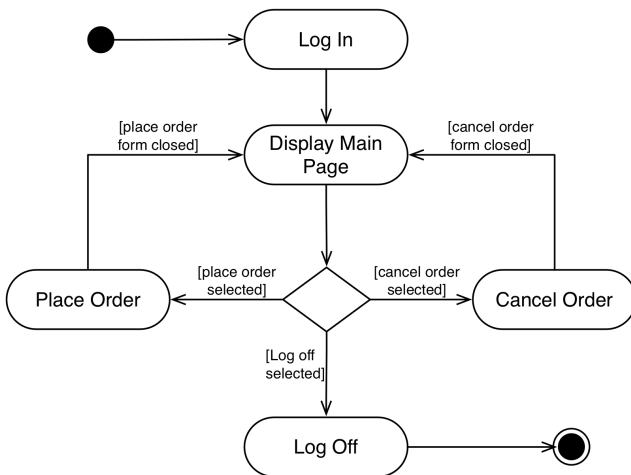 Log In
[place order
form closed]
Display Main
Page
[cancel order
form closed]
Place Order
[place order
selected]
[cancel order
selected]
Cancel Order
[Log off
selected]
Log Off